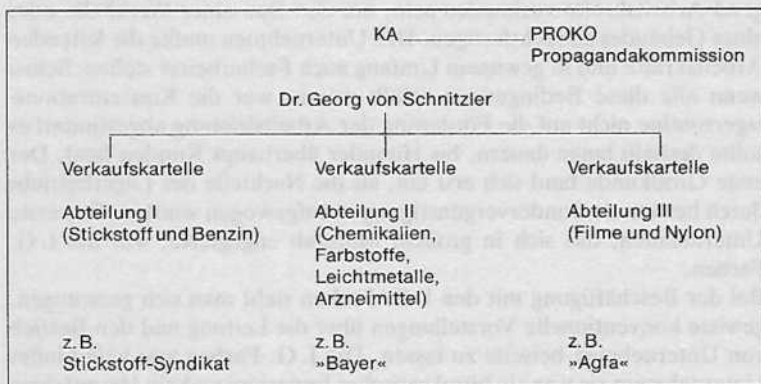 KA
PROKO
Propagandakommission
Dr. Georg von Schnitzler
Verkaufskartelle
Verkaufskartelle
Verkaufskartelle
Abteilung I
(Stickstoff und Benzin)
Abteilung II
(Chemikalien,
Farbstoffe,
Leichtmetalle,
Arzneimittel)
Abteilung III
(Filme und Nylon)
z. B.
Stickstoff-Syndikat
z. B.
»Bayer«
z. B.
»Agfa«